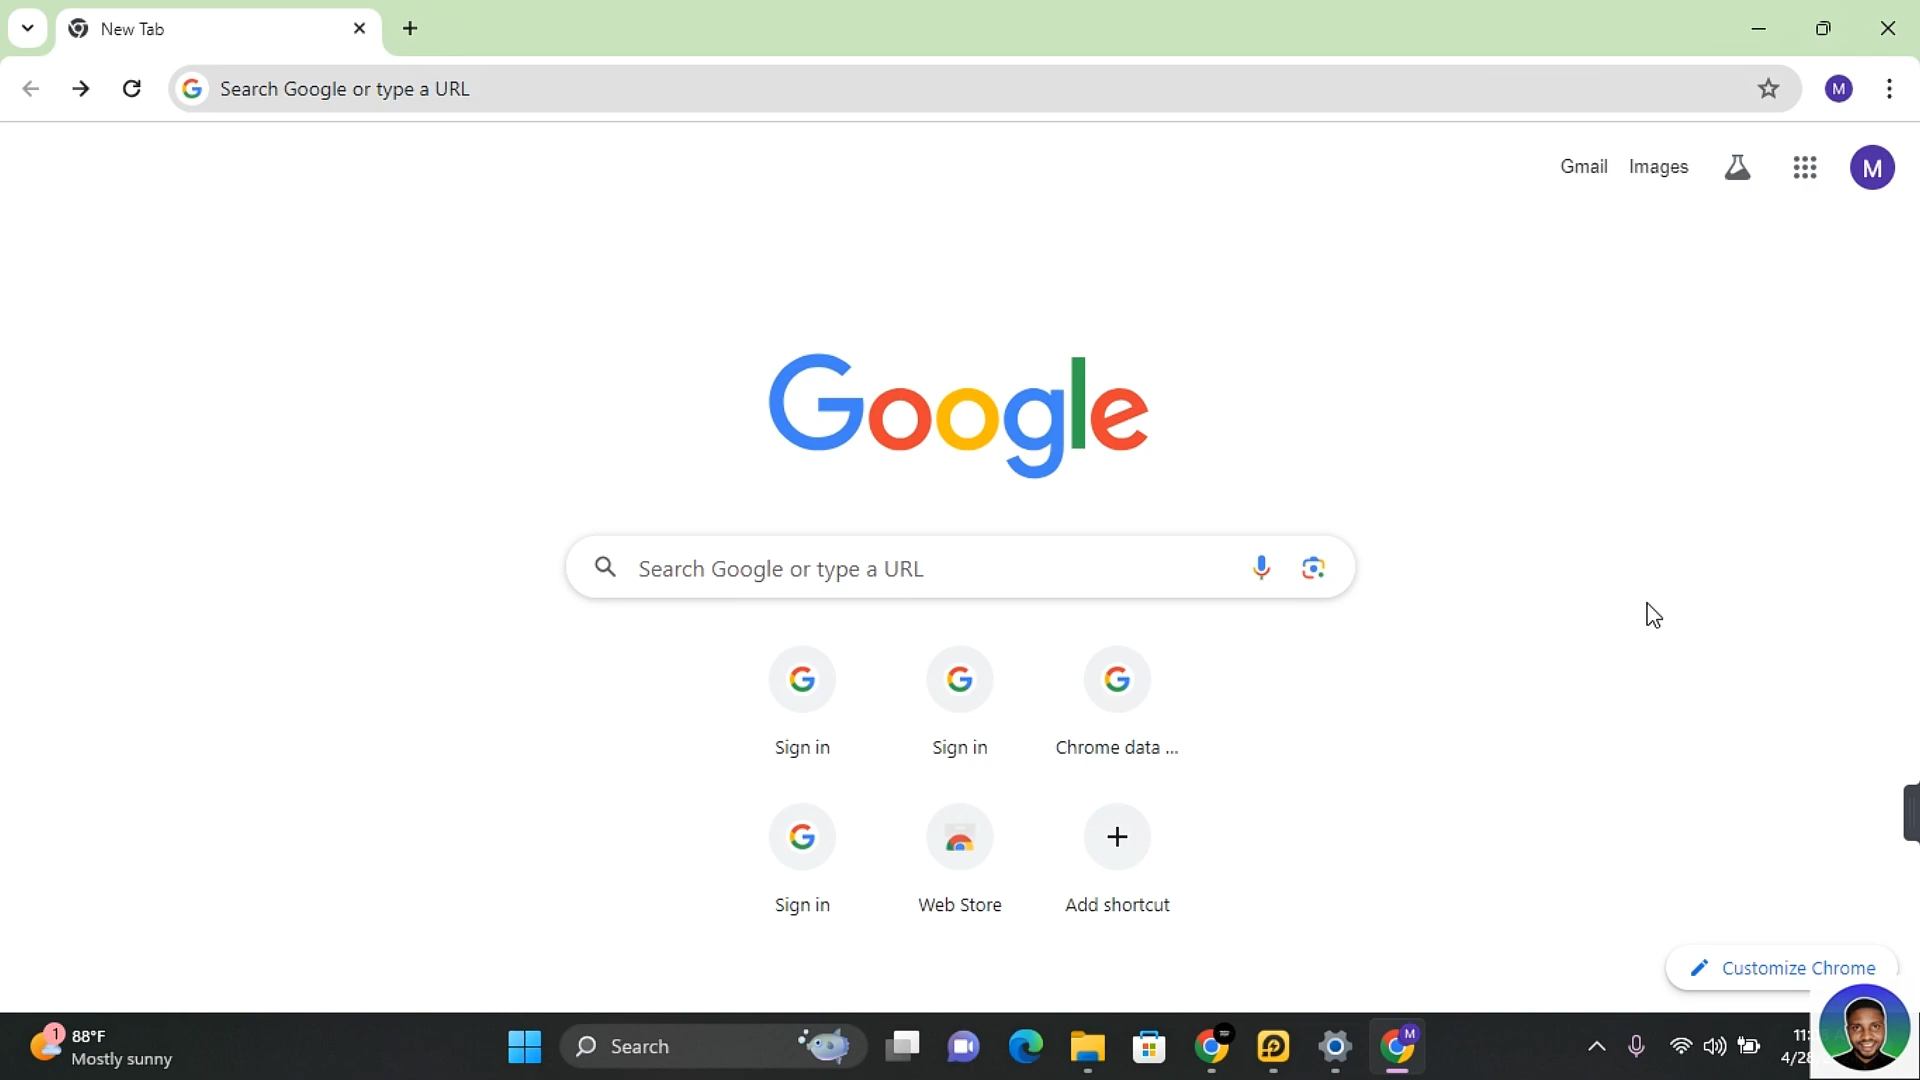 New Tab
Search Google or type a URL
M
Gmail Images
M
Google
Search Google or type a URL
Sign in Sign in Chrome data ...
Sign in Web Store Add shortcut
Customize Chrome
1
88°F
Mostly sunny
Search
M
11:
4/28